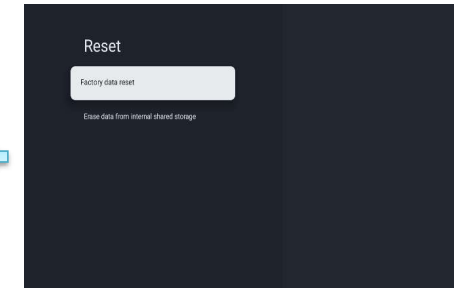 Reset
Factory data reset
Erase data from internal shared storage